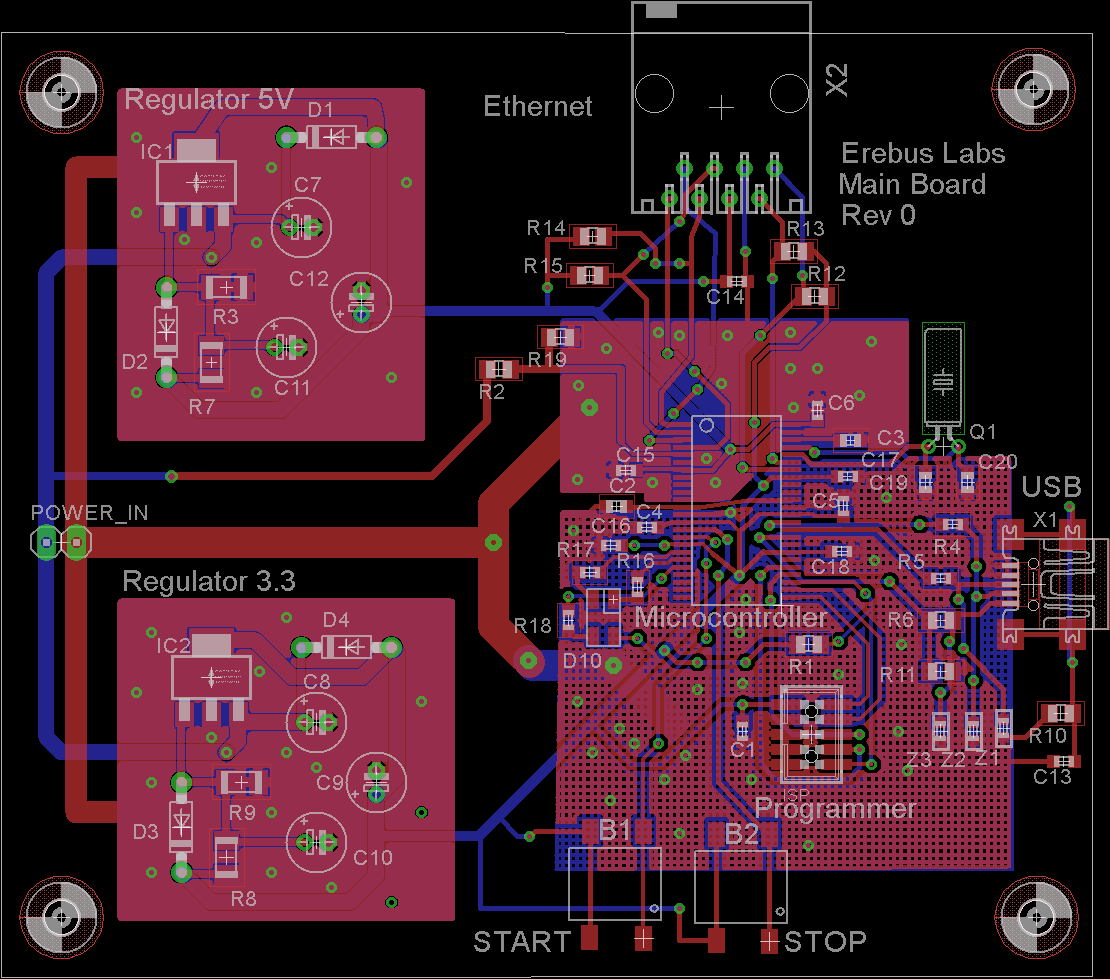 X2
Ethernet
Regulator 5V
D1
IC1
Erebus Labs
Main Board
Rev 0
C7
R14
R13
R15
R12
C12
C14
R3
R19
D2
C11
R2
R7
C6
Q1
C3
C15
C17
C20
C19
C2
USB
C5
POWER_IN
C4
X1
C16
R17
R4
R16
C18
R5
Regulator 3.3
Microcontroller
R6
D4
R18
IC2
D10
R1
R11
C8
C1
R10
Z3
Z2
Z1
C9
C13
ISP
Programmer
R9
D3
B1
B2
C10
R8
START
STOP